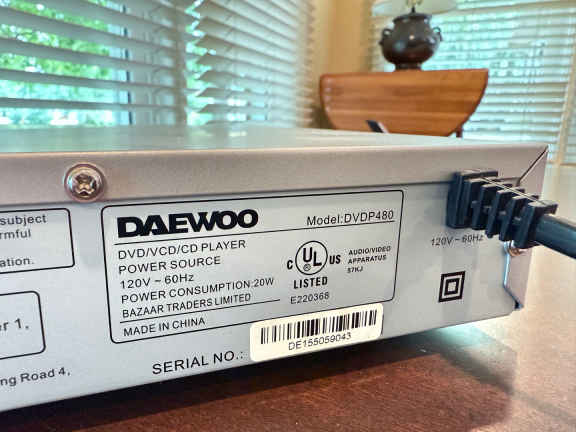 subject
rmful
ation.
er 1,
ng Road 4,
DAEWOO Model:DVDP480
DVD/VCD/CD PLAYER
POWER SOURCE
120V ~ 60Hz
POWER CONSUMPTION:20W
BAZAAR TRADERS LIMITED
MADE IN CHINA
C UL US
LISTED
E220368
AUDIO/VIDEO
APPARATUS
57KJ
120V ~ 60Hz
SERIAL NO.:
DE155059043